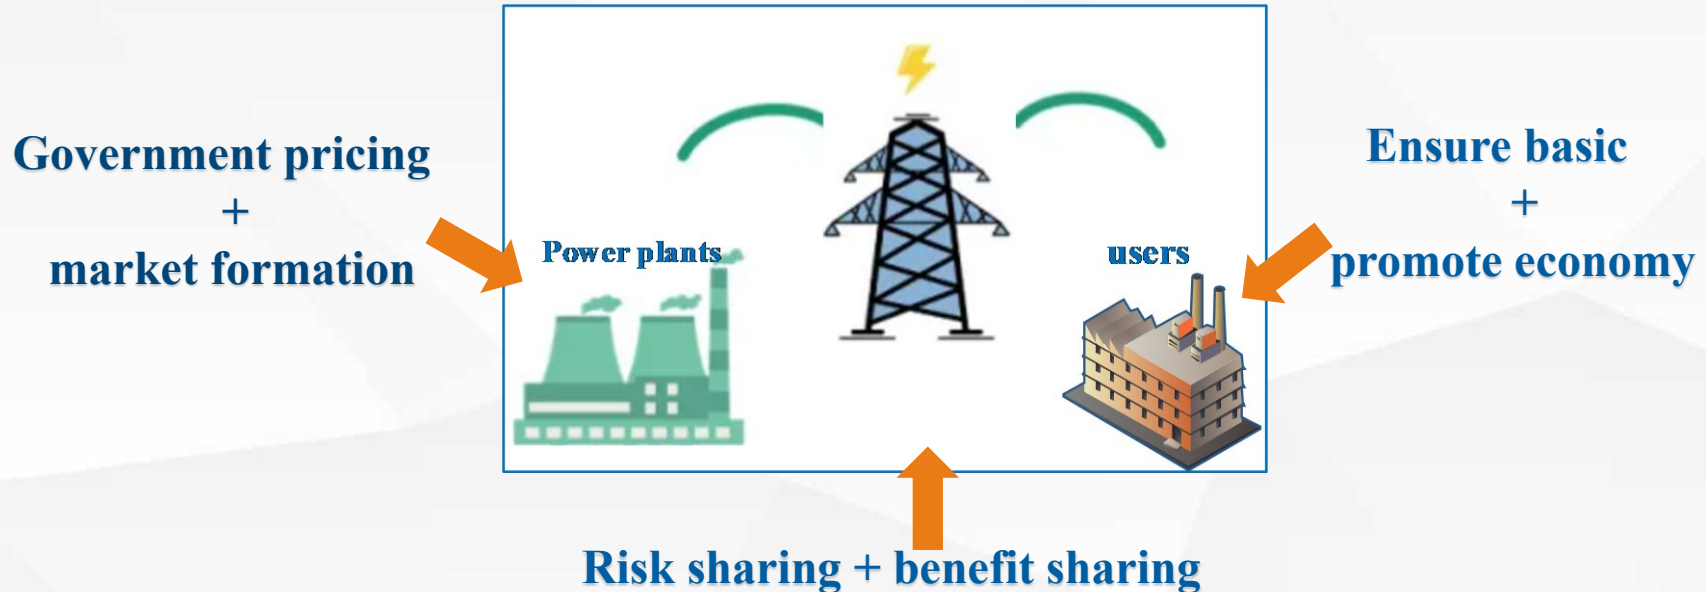 Government pricing
+
market formation
Power plants
users
Ensure basic
+
promote economy
Risk sharing + benefit sharing